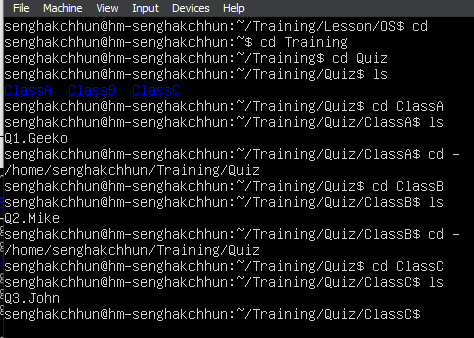 File Machine View Input Devices Help
senghakchhun@hm-senghakchhun:~/Training/Lesson/OS$ cd
senghakchhun@hm-senghakchhun:~$ cd Training
senghakchhun@hm-senghakchhun:~/Training$ cd Quiz
senghakchhun@hm-senghakchhun:~/Training/Quiz$ ls
ClassA ClassB ClassC
senghakchhun@hm-senghakchhun:~/Training/Quiz$ cd ClassA
senghakchhun@hm-senghakchhun:~/Training/Quiz/ClassA$ ls
Q1.Geeko
senghakchhun@hm-senghakchhun:~/Training/Quiz/ClassA$ cd -
/home/senghakchhun/Training/Quiz
senghakchhun@hm-senghakchhun:~/Training/Quiz$ cd ClassB
senghakchhun@hm-senghakchhun:~/Training/Quiz/ClassB$ ls
Q2.Mike
senghakchhun@hm-senghakchhun:~/Training/Quiz/ClassB$ cd -
/home/senghakchhun/Training/Quiz
senghakchhun@hm-senghakchhun:~/Training/Quiz$ cd ClassC
senghakchhun@hm-senghakchhun:~/Training/Quiz/ClassC$ ls
Q3.John
senghakchhun@hm-senghakchhun:~/Training/Quiz/ClassC$